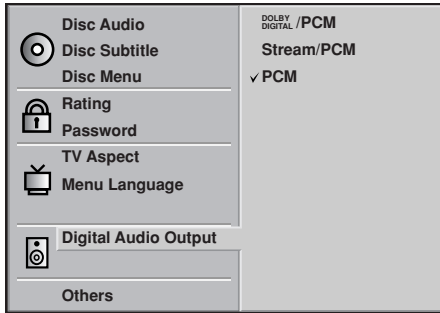 Disc Audio
Disc Subtitle
Disc Menu
Rating
Password
TV Aspect
Menu Language
Digital Audio Output
Others
DOLBY DIGITAL /PCM
Stream/PCM
✓ PCM